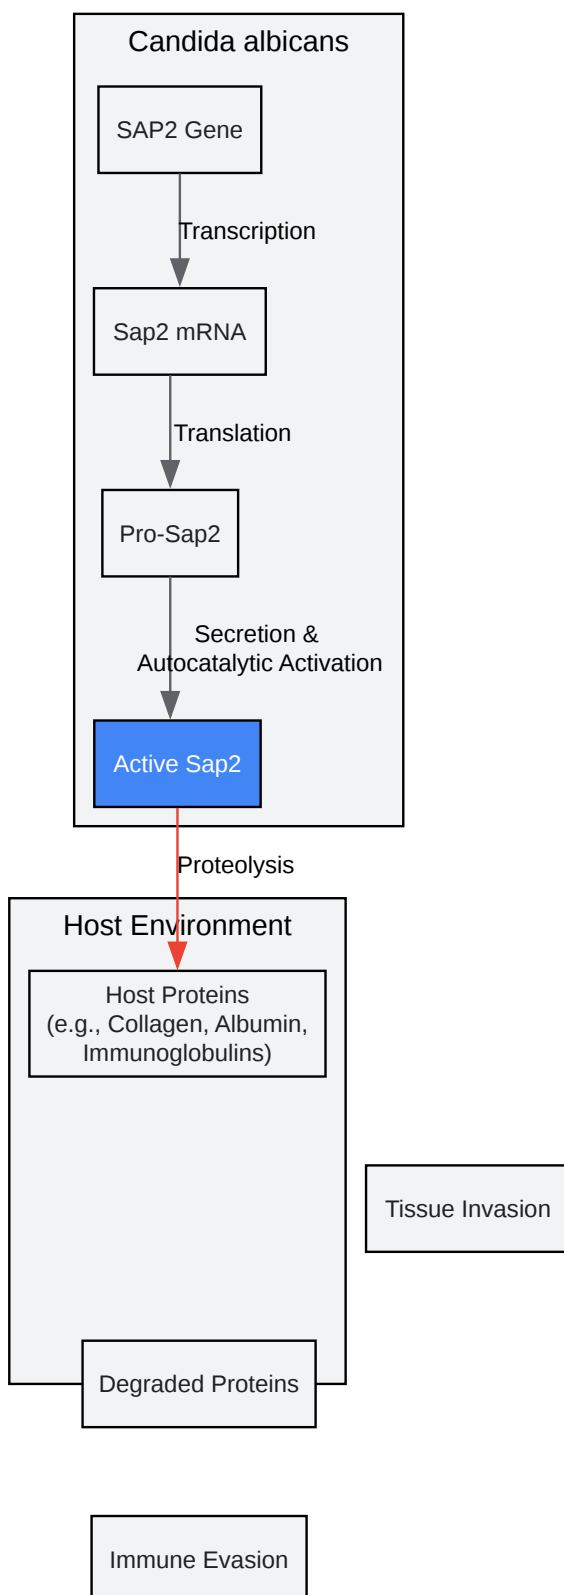 Candida albicans
SAP2 Gene
Transcription
Sap2 mRNA
Translation
Pro-Sap2
Secretion &
Autocatalytic Activation
Active Sap2
Proteolysis
Host Environment
Host Proteins
(e.g., Collagen, Albumin,
Immunoglobulins)
Tissue Invasion
Degraded Proteins
Immune Evasion